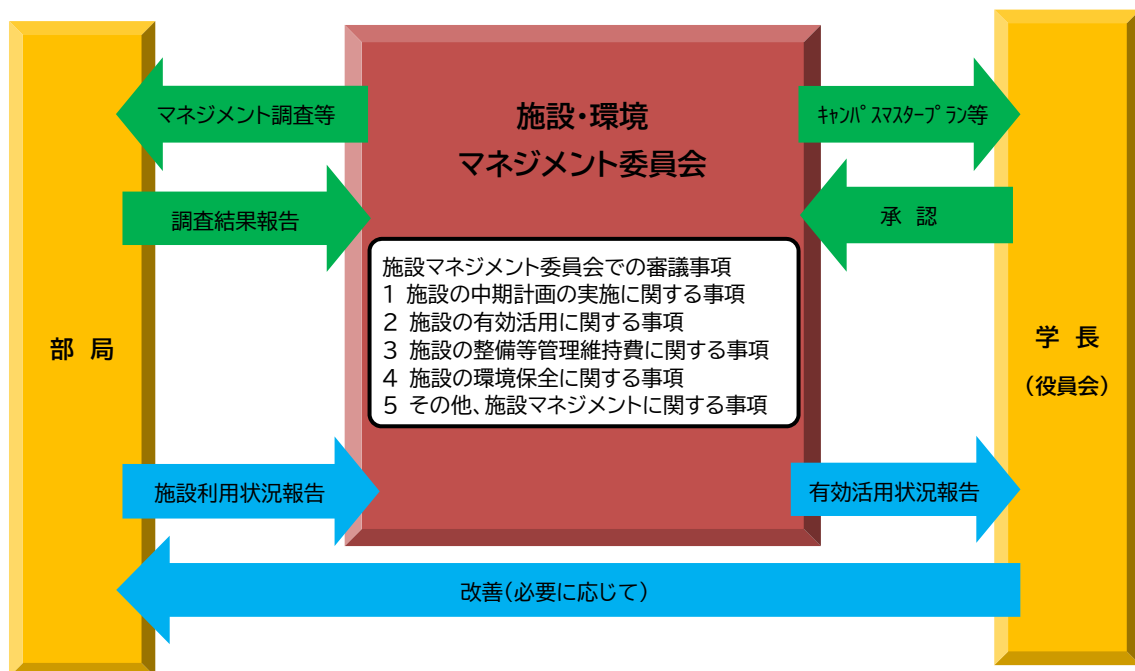 マネジメント調査等
施設・環境
マネジメント委員会
キャンパスマスタープラン等
調査結果報告
承 認
施設マネジメント委員会での審議事項
1 施設の中期計画の実施に関する事項
2 施設の有効活用に関する事項
3 施設の整備等管理維持費に関する事項
4 施設の環境保全に関する事項
5 その他、施設マネジメントに関する事項
部 局
学 長
(役員会)
施設利用状況報告
有効活用状況報告
改善(必要に応じて)